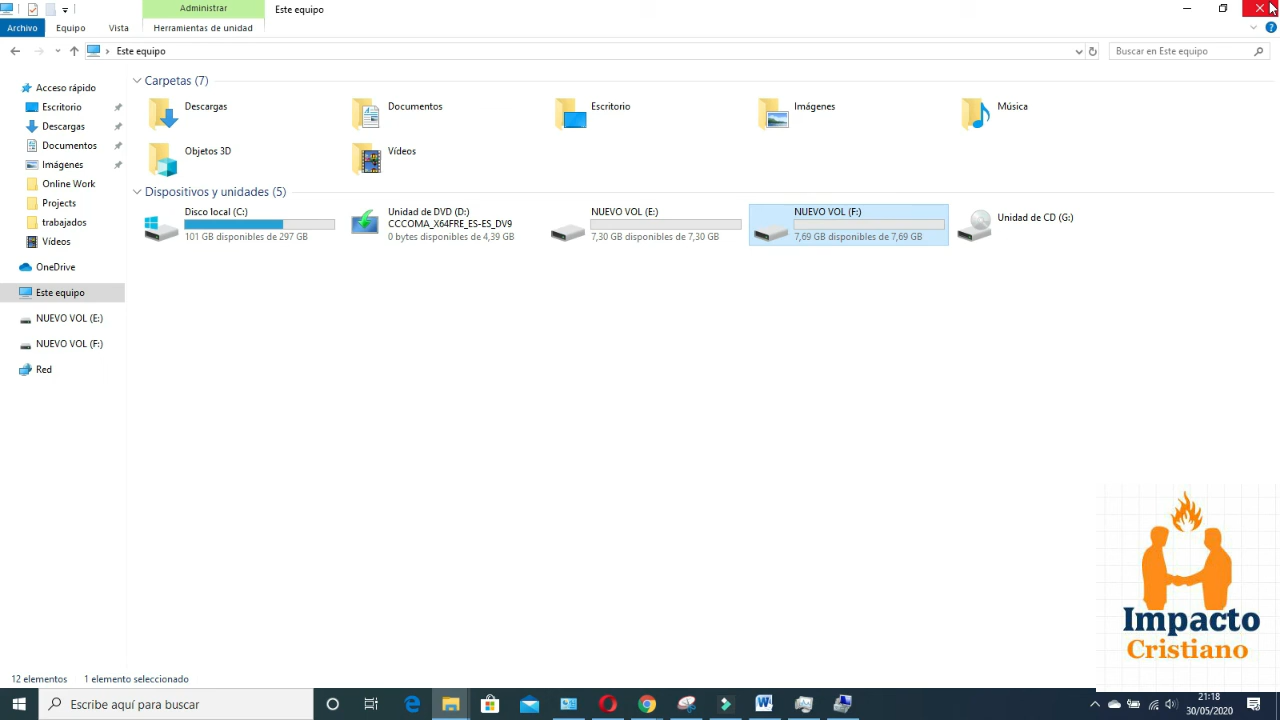 Administrar
Este equipo
Archivo
Equipo
Vista
Herramientas de unidad
Este equipo
Buscar en Este equipo
Acceso rápido
Escritorio
Descargas
Documentos
Imágenes
Online Work
Projects
trabajados
Vídeos
OneDrive
Este equipo
NUEVO VOL (E:)
NUEVO VOL (F:)
Red
Carpetas (7)
Descargas
Documentos
Escritorio
Imágenes
Música
Objetos 3D
Vídeos
Dispositivos y unidades (5)
Disco local (C:)
101 GB disponibles de 297 GB
Unidad de DVD (D:)
CCCOMA_X64FRE_ES-ES_DV9
0 bytes disponibles de 4,39 GB
NUEVO VOL (E:)
7,30 GB disponibles de 7,30 GB
NUEVO VOL (F:)
7,69 GB disponibles de 7,69 GB
Unidad de CD (G:)
Impacto
Cristiano
12 elementos
1 elemento seleccionado
Escribe aquí para buscar
21:18
30/05/2020